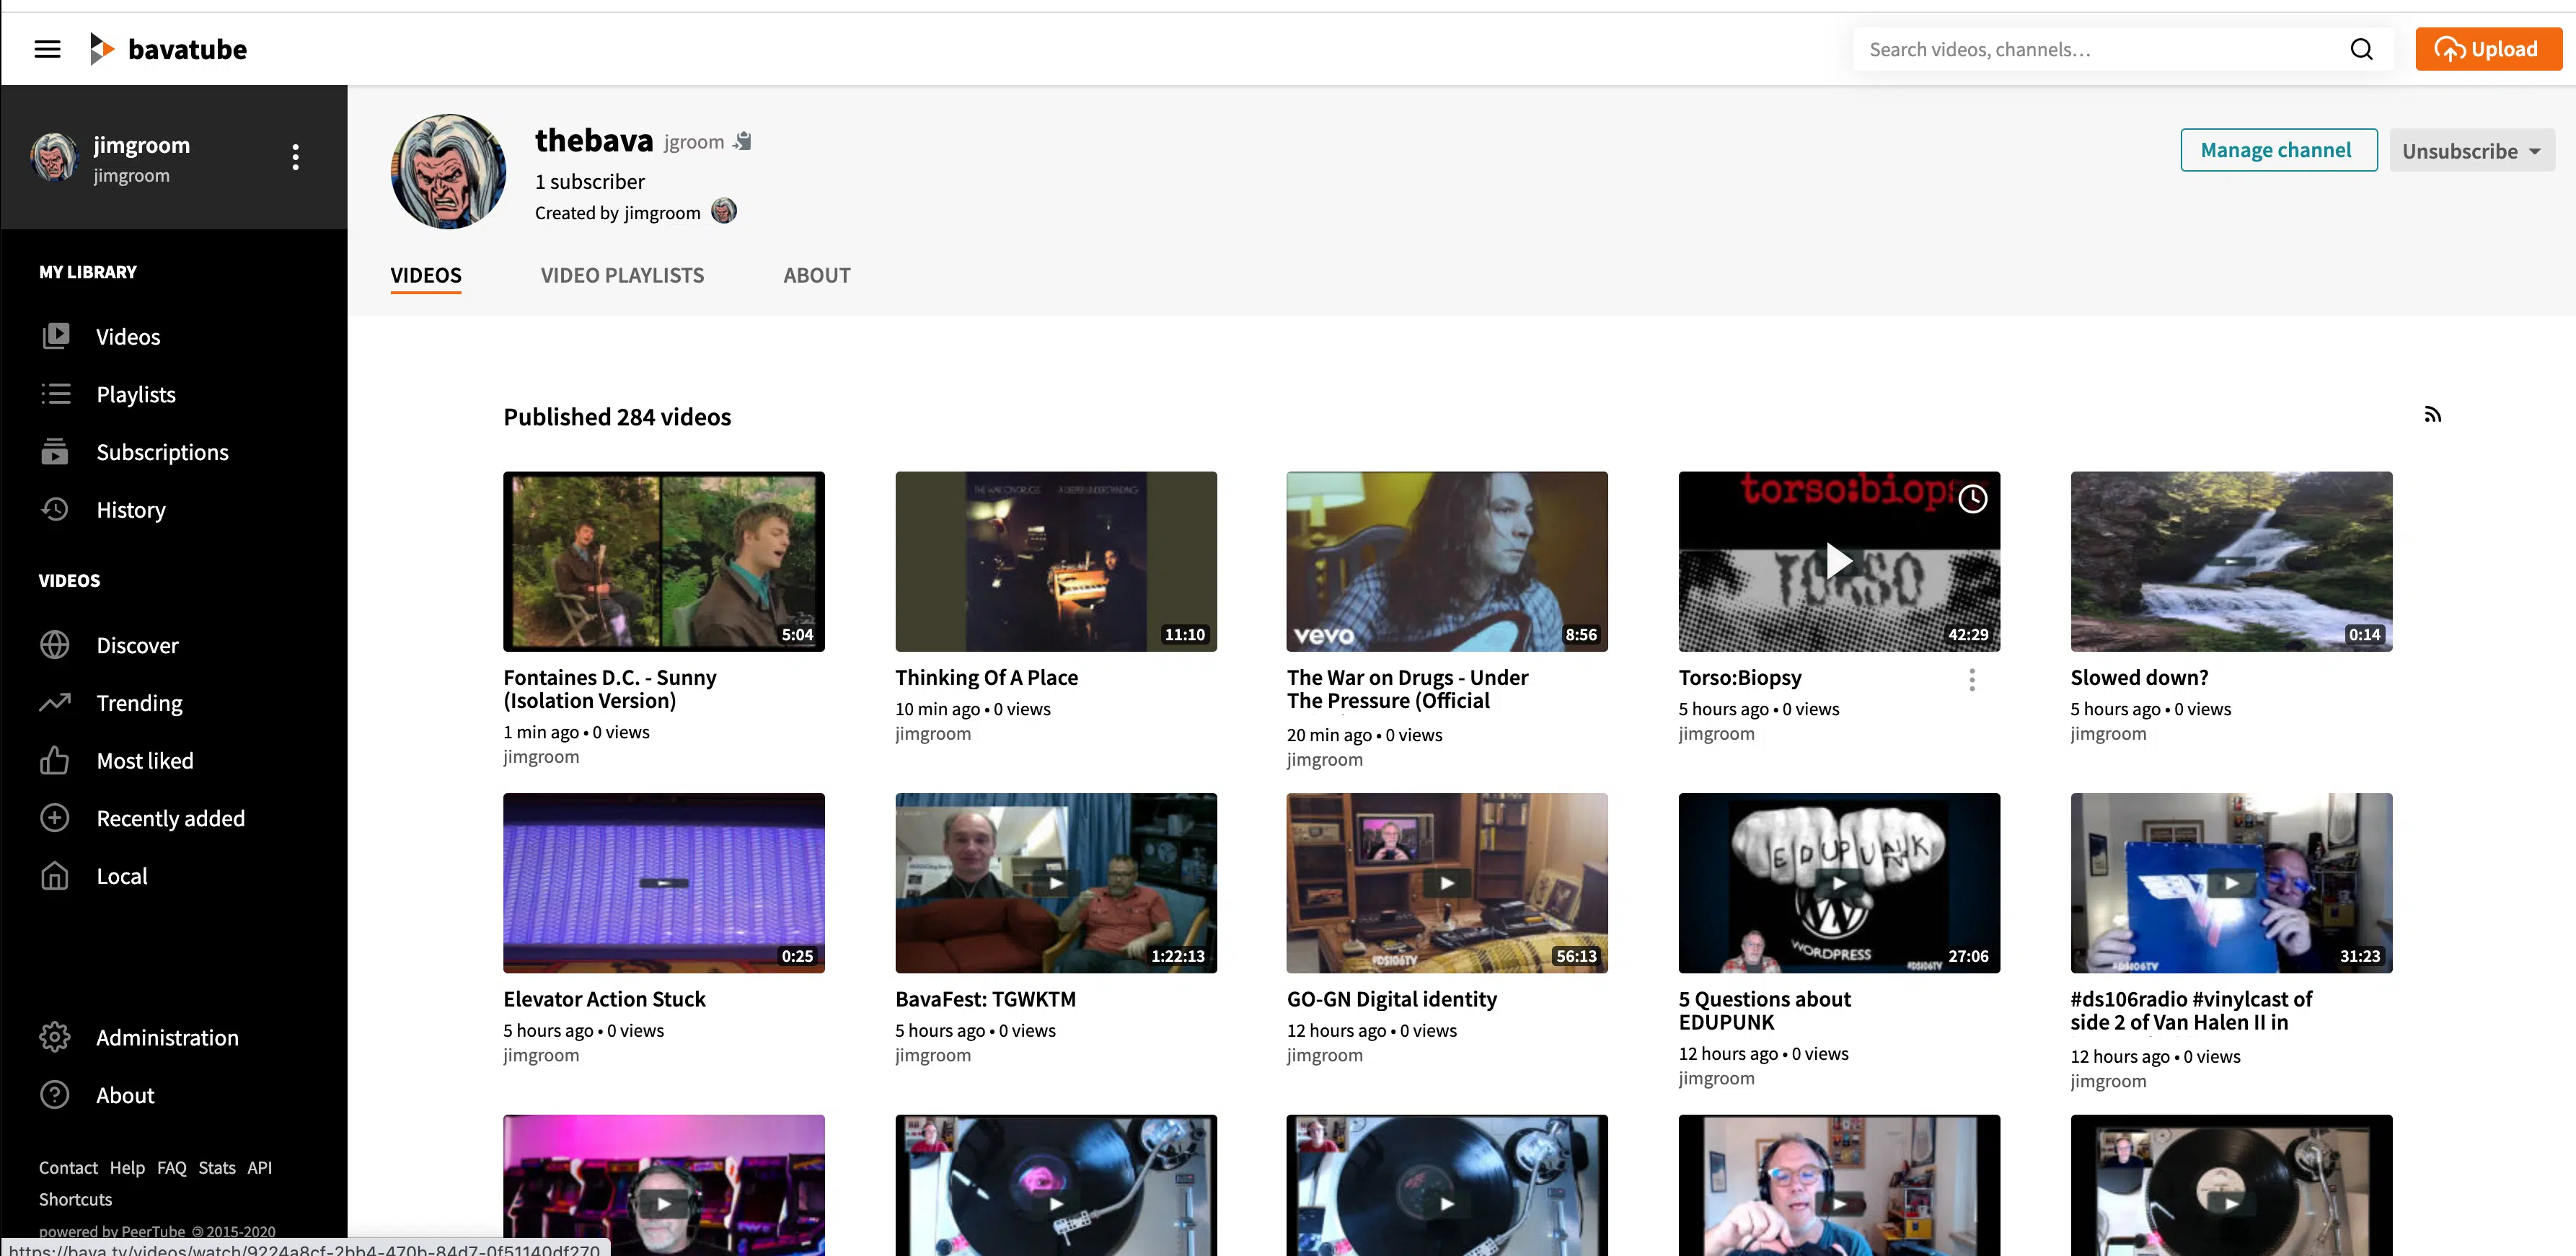 bavatube
Search videos, channels...
Upload
jimgroom
jimgroom
MY LIBRARY
Videos
Playlists
Subscriptions
History
VIDEOS
Discover
Trending
Most liked
Recently added
Local
Administration
About
Contact Help FAQ Stats API
Shortcuts
powered by PeerTube © 2015-2020
https://bava.tv/videos/watch/9224a8cf-2bb4-470b-84d7-0f51140df270
thebava jgroom
1 subscriber
Created by jimgroom
Manage channel
Unsubscribe
VIDEOS VIDEO PLAYLISTS ABOUT
Published 284 videos
5:04
Fontaines D.C. - Sunny
(Isolation Version)
1 min ago • 0 views
jimgroom
THE WAR ON DRUGS A DEEPER UNDERSTANDING
11:10
Thinking Of A Place
10 min ago • 0 views
jimgroom
vevo
8:56
The War on Drugs - Under
The Pressure (Official
20 min ago • 0 views
jimgroom
torso:biops
TORSO
42:29
Torso:Biopsy
5 hours ago • 0 views
jimgroom
0:14
Slowed down?
5 hours ago • 0 views
jimgroom
0:25
Elevator Action Stuck
5 hours ago • 0 views
jimgroom
1:22:13
BavaFest: TGWKTM
5 hours ago • 0 views
jimgroom
#DS106TV
56:13
GO-GN Digital identity
12 hours ago • 0 views
jimgroom
EDUPUNK
WORDPRESS
#DS106TV
27:06
5 Questions about
EDUPUNK
12 hours ago • 0 views
jimgroom
#DS106TV
31:23
#ds106radio #vinylcast of
side 2 of Van Halen II in
12 hours ago • 0 views
jimgroom